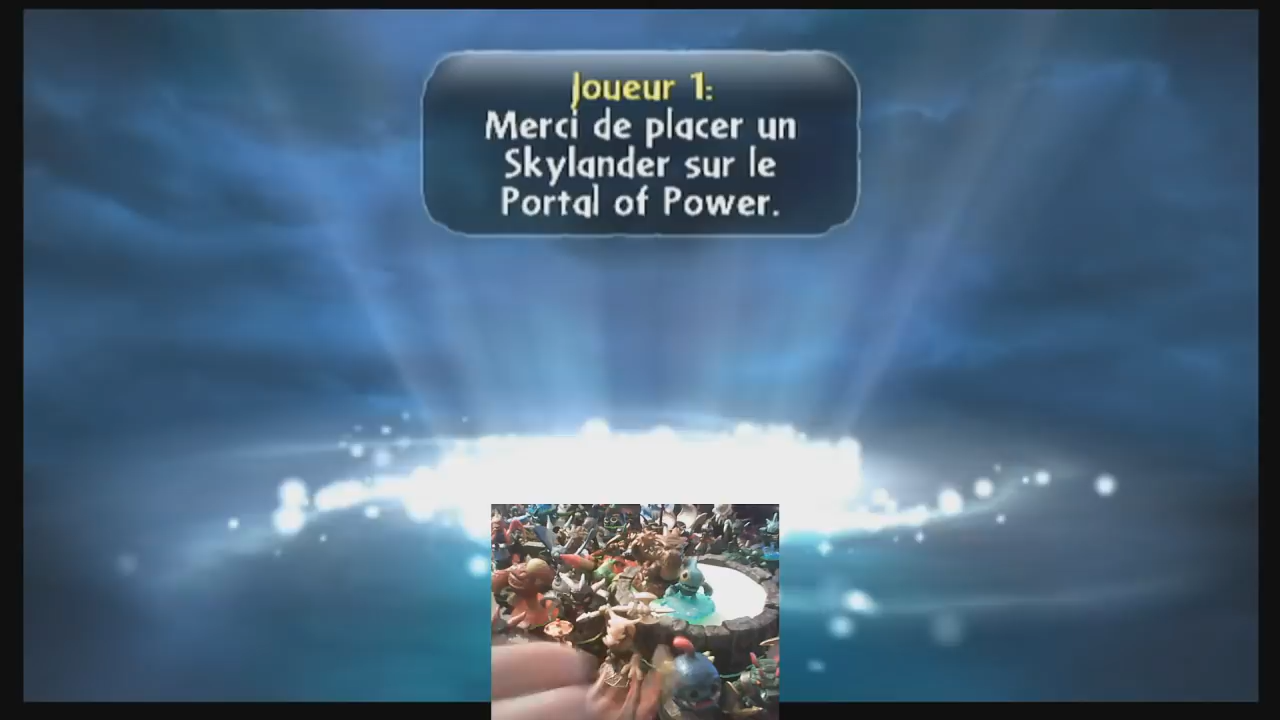 Joueur 1:
Merci de placer un
Skylander sur le
Portal of Power.